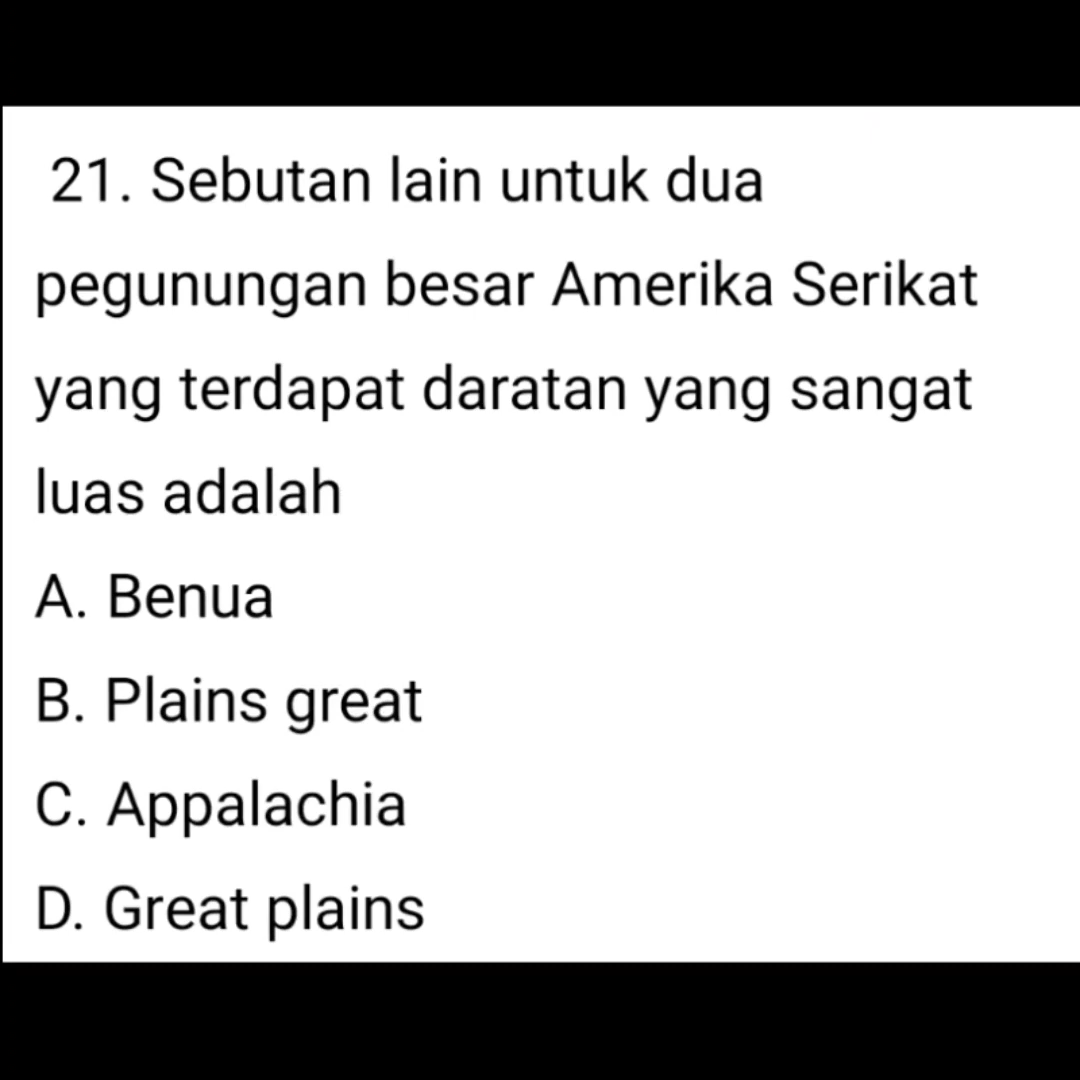 21. Sebutan lain untuk dua
pegunungan besar Amerika Serikat
yang terdapat daratan yang sangat
luas adalah
A. Benua
B. Plains great
C. Appalachia
D. Great plains